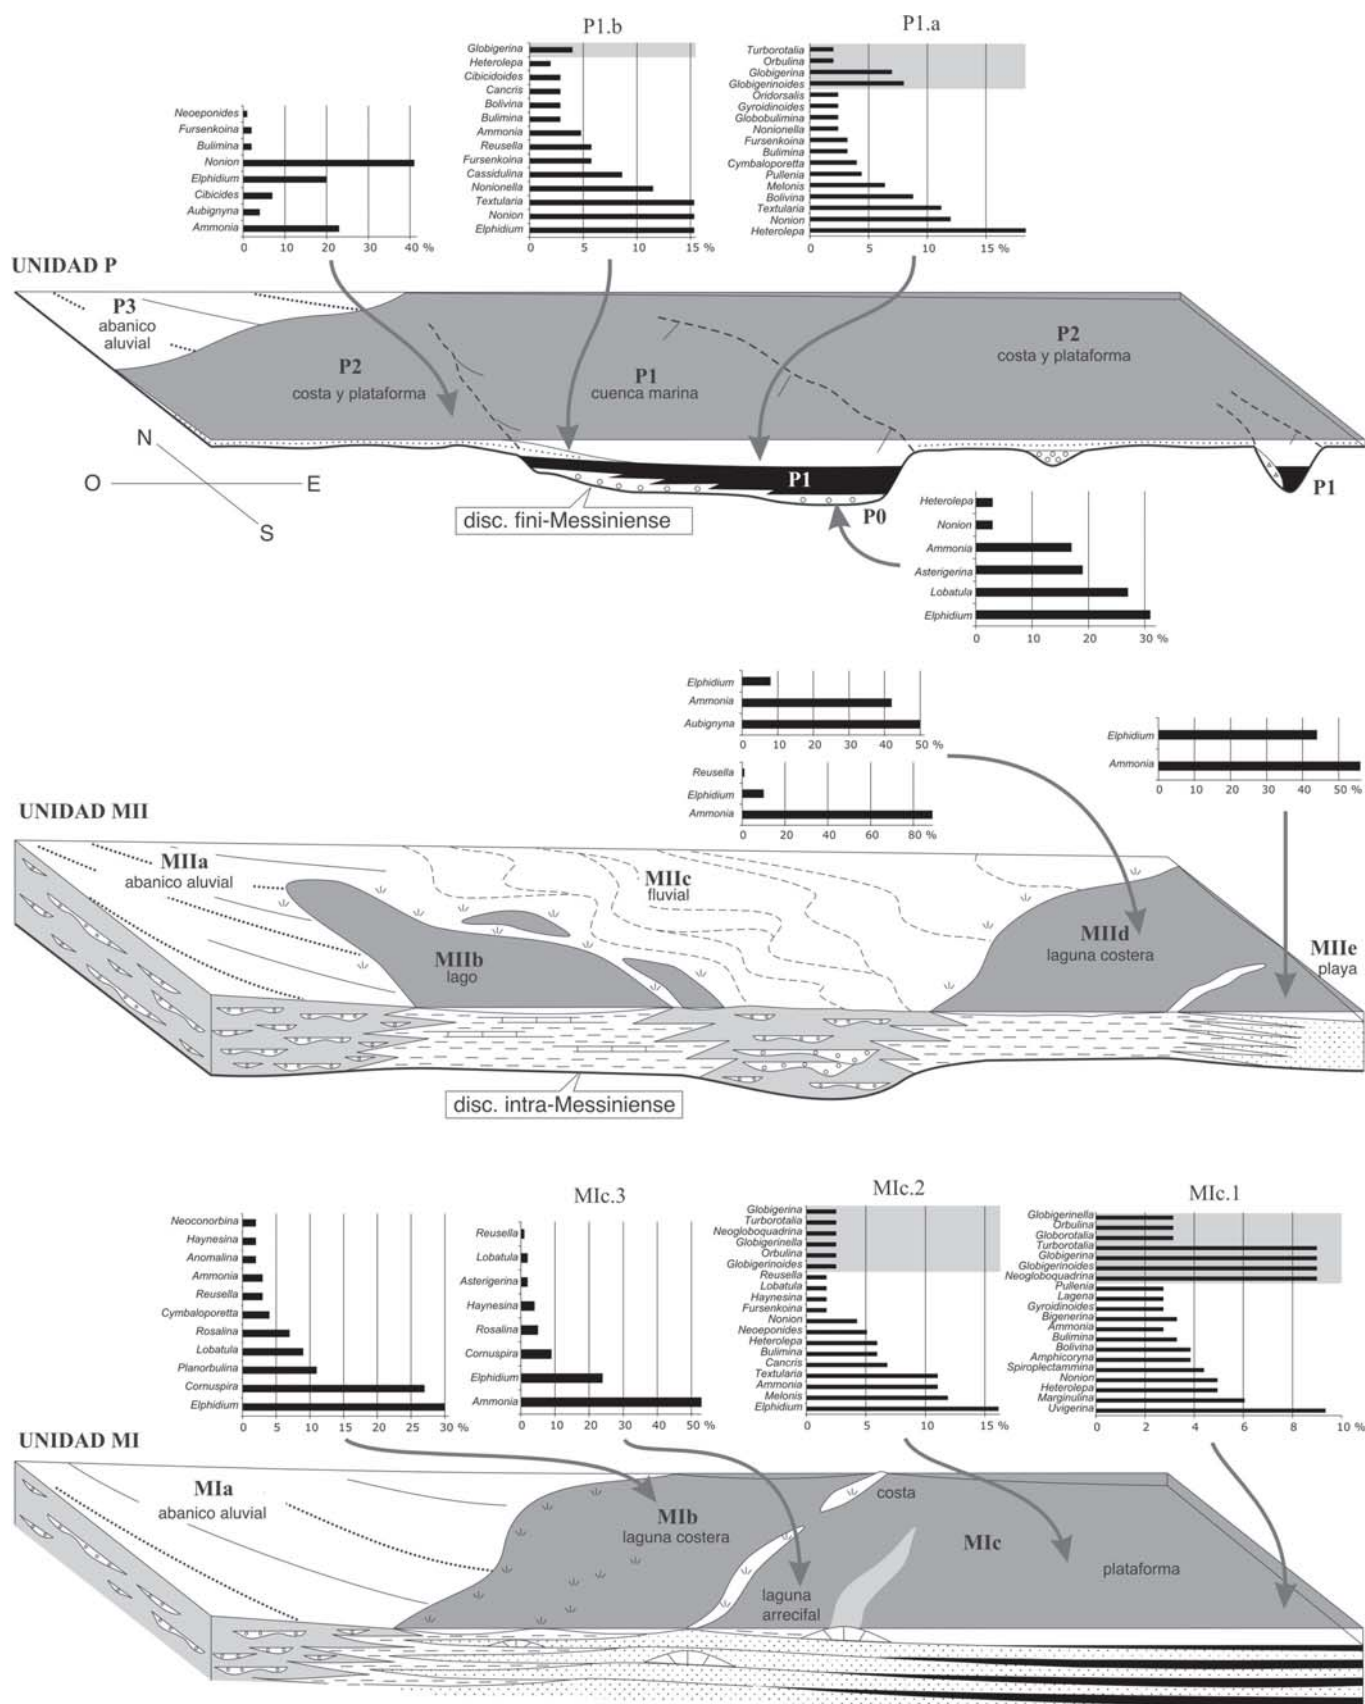 P1.b
P1.a
Globigerina
Heterolepa
Cibicidoides
Cancris
Bolivina
Bulimina
Ammonia
Reusella
Fursenkoina
Cassidulina
Nonionella
Textularia
Nonion
Elphidium
0 5 10 15 %
Turborotalia
Orbulina
Globigerina
Globigerinoides
Oridorsalis
Gyroidinoides
Globobulimina
Nonionella
Fursenkoina
Bulimina
Cymbaloporetta
Pullenia
Melonis
Bolivina
Textularia
Nonion
Heterolepa
0 5 10 15 %
Neoeponides
Fursenkoina
Bulimina
Nonion
Elphidium
Cibicides
Aubignyna
Ammonia
0 10 20 30 40 %
UNIDAD P
P3
abanico
aluvial
P2
costa y plataforma
P1
cuenca marina
P2
costa y plataforma
N
O E
S
P1
P1
disc. fini-Messiniense
P0
Heterolepa
Nonion
Ammonia
Asterigerina
Lobatula
Elphidium
0 10 20 30 %
Elphidium
Ammonia
Aubignyna
0 10 20 30 40 50 %
Reusella
Elphidium
Ammonia
0 20 40 60 80 %
Elphidium
Ammonia
0 10 20 30 40 50 %
UNIDAD MII
MIIa
abanico aluvial
MIIc
fluvial
MIIb
lago
MIId
laguna costera
MIIe
playa
disc. intra-Messiniense
Neoconorbina
Haynesina
Anomalina
Ammonia
Reusella
Cymbaloporetta
Rosalina
Lobatula
Planorbulina
Cornuspira
Elphidium
0 5 10 15 20 25 30 %
MIc.3
Reusella
Lobatula
Asterigerina
Haynesina
Rosalina
Cornuspira
Elphidium
Ammonia
0 10 20 30 40 50 %
MIc.2
Globigerina
Turborotalia
Neogloboquadrina
Globigerinella
Orbulina
Globigerinoides
Reusella
Lobatula
Haynesina
Fursenkoina
Nonion
Neoeponides
Heterolepa
Bulimina
Cancris
Textularia
Ammonia
Melonis
Elphidium
0 5 10 15 %
MIc.1
Globigerinella
Orbulina
Globorotalia
Turborotalia
Globigerina
Globigerinoides
Neogloboquadrina
Pullenia
Lagena
Gyroidinoides
Bigenerina
Ammonia
Bulimina
Bolivina
Amphicoryna
Spiroplectammina
Nonion
Heterolepa
Marginulina
Uvigerina
0 2 4 6 8 10 %
UNIDAD MI
MIa
abanico aluvial
MIb
laguna costera
costa
MIc
plataforma
laguna
arrecifal